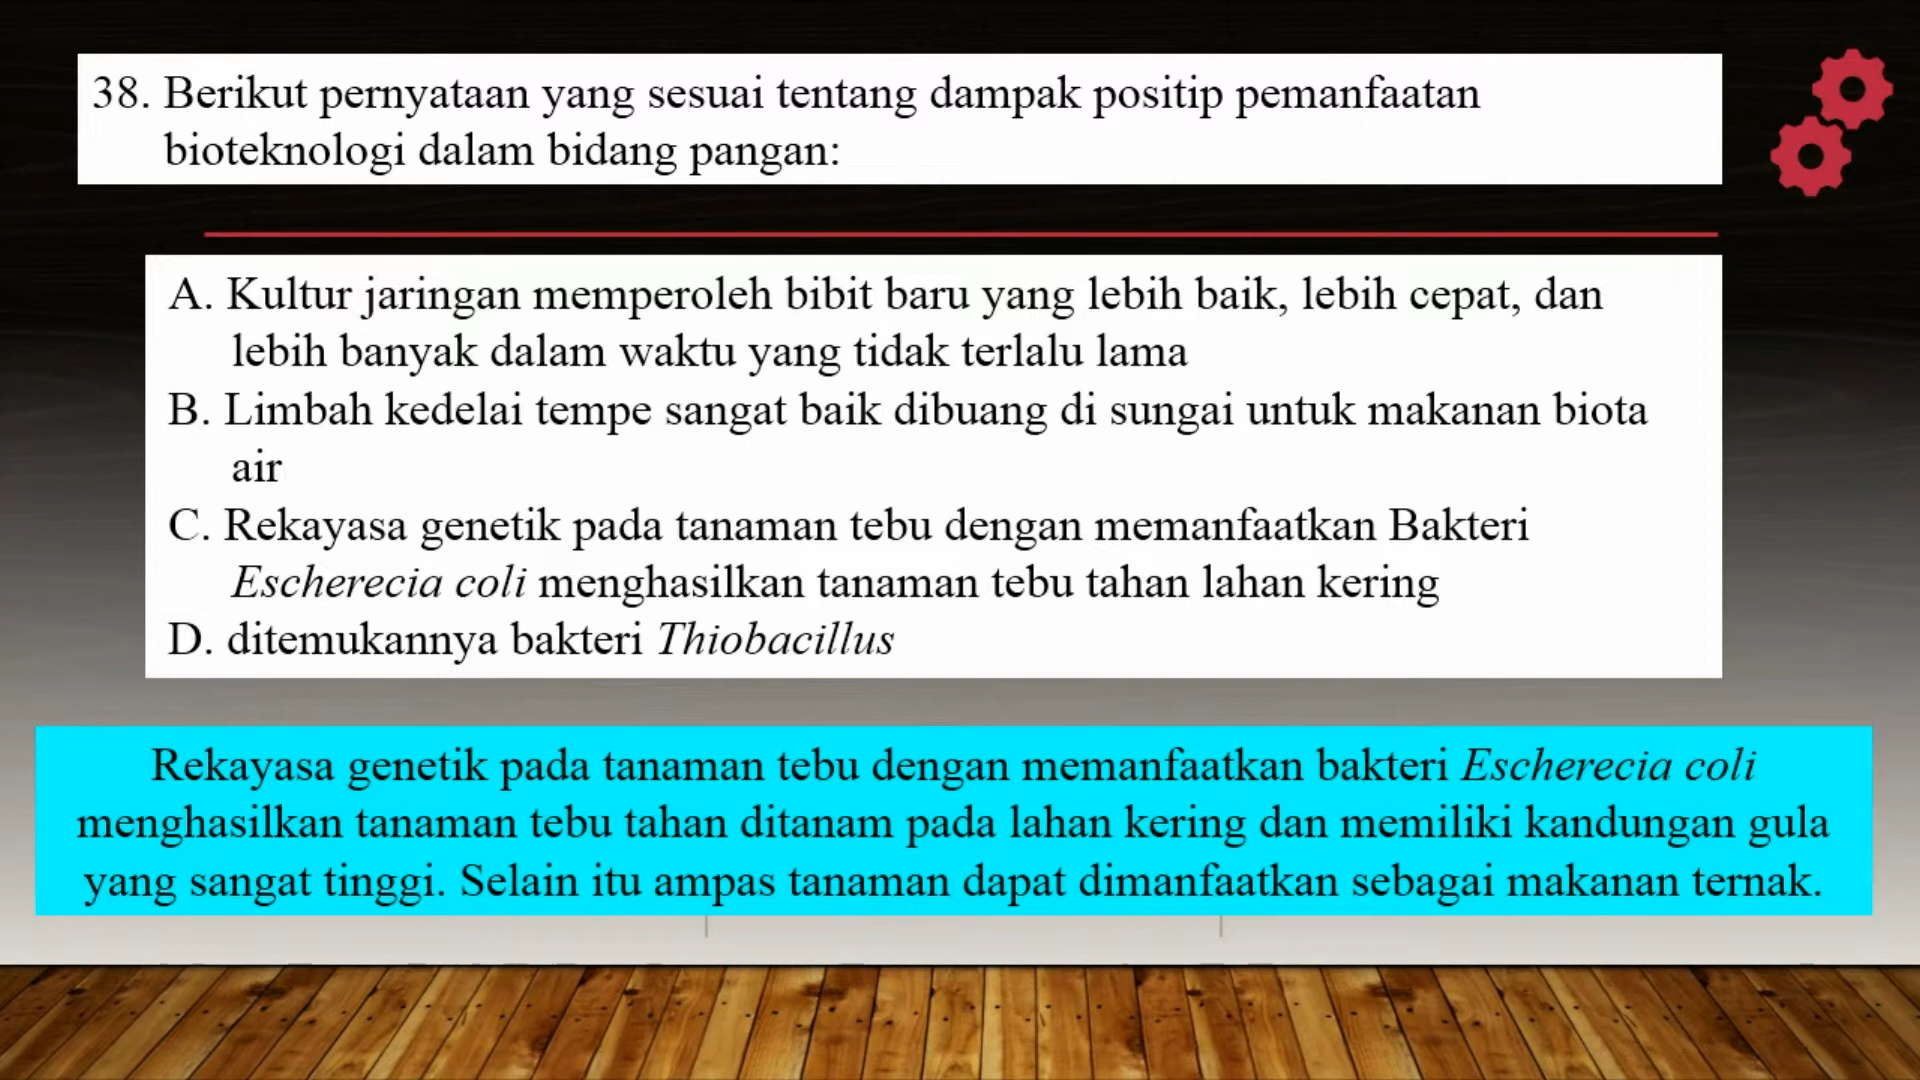 38. Berikut pernyataan yang sesuai tentang dampak positip pemanfaatan
bioteknologi dalam bidang pangan:
A. Kultur jaringan memperoleh bibit baru yang lebih baik, lebih cepat, dan
lebih banyak dalam waktu yang tidak terlalu lama
B. Limbah kedelai tempe sangat baik dibuang di sungai untuk makanan biota
air
C. Rekayasa genetik pada tanaman tebu dengan memanfaatkan Bakteri
Escherecia coli menghasilkan tanaman tebu tahan lahan kering
D. ditemukannya bakteri Thiobacillus
Rekayasa genetik pada tanaman tebu dengan memanfaatkan bakteri Escherecia coli
menghasilkan tanaman tebu tahan ditanam pada lahan kering dan memiliki kandungan gula
yang sangat tinggi. Selain itu ampas tanaman dapat dimanfaatkan sebagai makanan ternak.